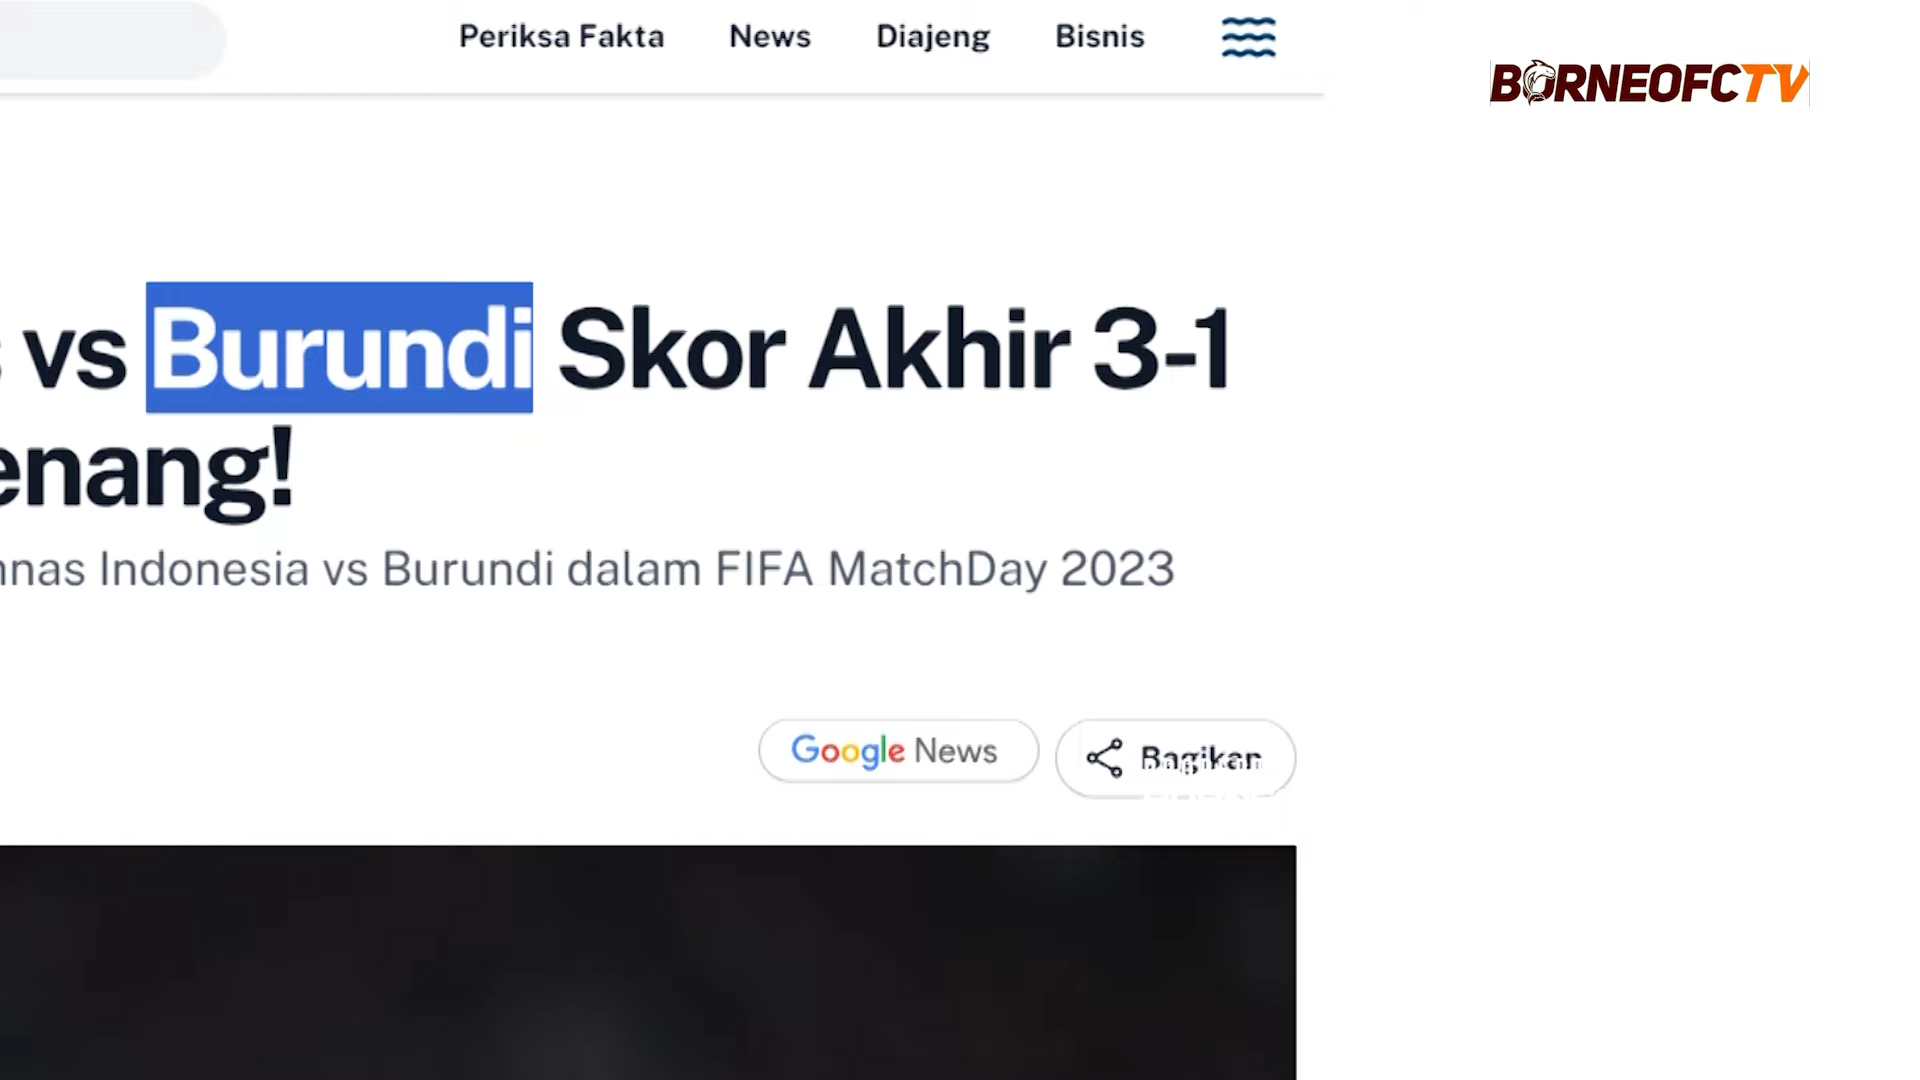 Periksa Fakta News Diajeng Bisnis
BORNEOFCTV
vs Burundi Skor Akhir 3-1
enang!
nas Indonesia vs Burundi dalam FIFA MatchDay 2023
Google News
Bagikan